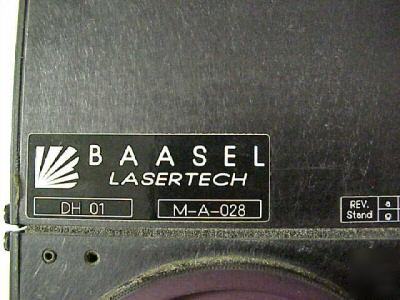 BAASEL
LASERTECH
DH 01
M-A-028
REV. a
Stand g